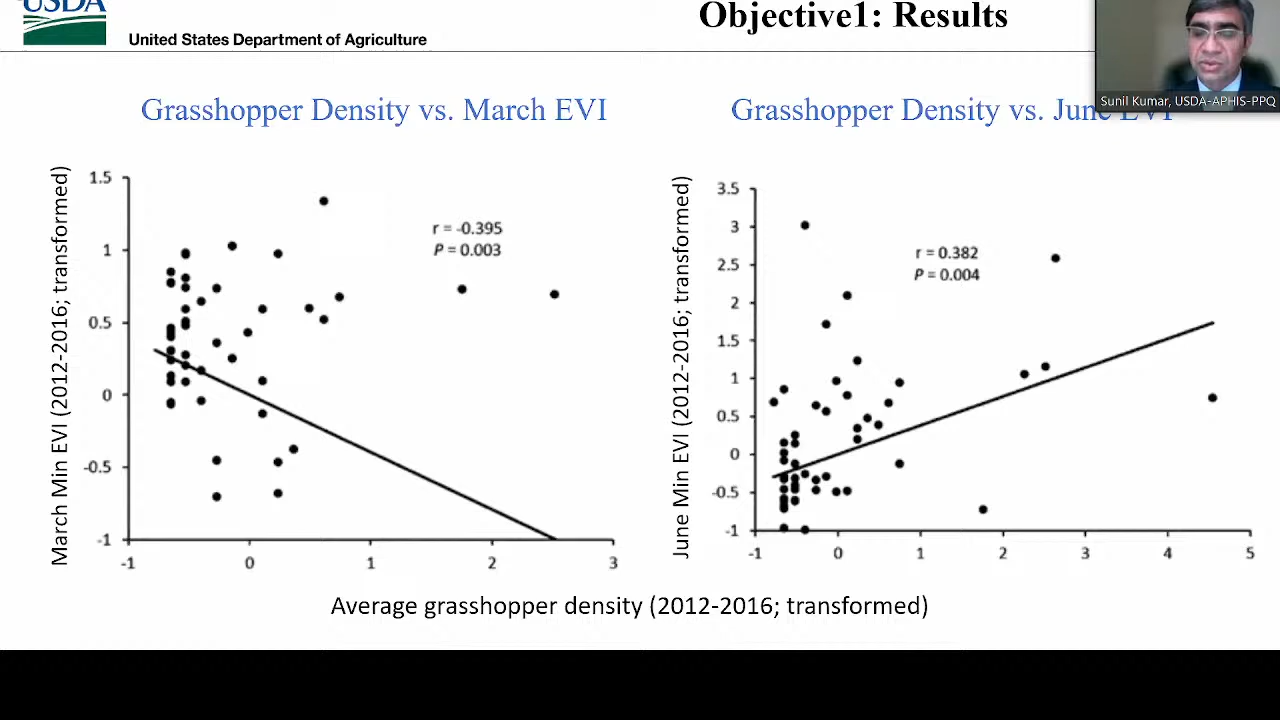 USDA
United States Department of Agriculture
Objective1: Results
Sunil Kumar, USDA-APHIS-PPQ
Grasshopper Density vs. March EVI
Grasshopper Density vs. June EVI
March Min EVI (2012-2016; transformed)
1.5
1
0.5
0
-0.5
-1
r = -0.395
P = 0.003
-1
0
1
2
3
June Min EVI (2012-2016; transformed)
3.5
3
2.5
2
1.5
1
0.5
0
-0.5
-1
r = 0.382
P = 0.004
-1
0
1
2
3
4
5
Average grasshopper density (2012-2016; transformed)